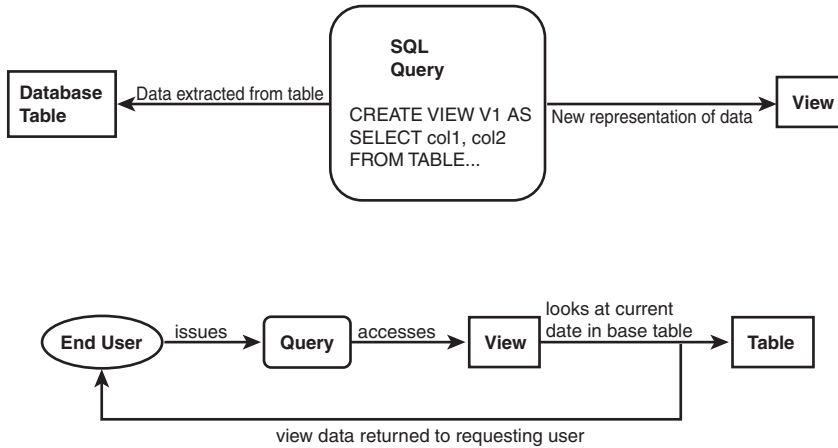 SQL
Query
Database
Table
Data extracted from table
CREATE VIEW V1 AS
SELECT col1, col2
FROM TABLE...
New representation of data
View
End User
issues
Query
accesses
View
looks at current
date in base table
Table
view data returned to requesting user